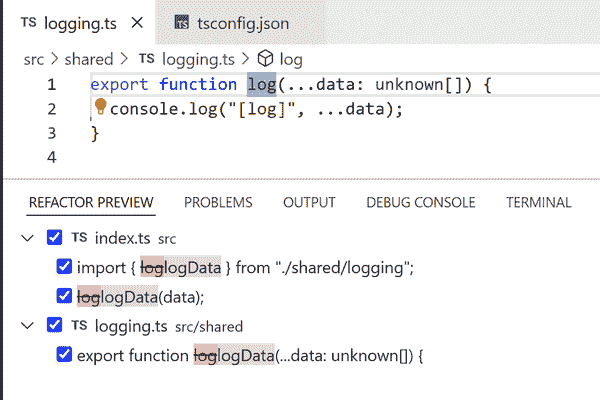 TS logging.ts × TS tsconfig.json
src > shared > TS logging.ts > log
1 export function log(...data: unknown[]) {
2 console.log("[log]", ...data);
3 }
4
REFACTOR PREVIEW PROBLEMS OUTPUT DEBUG CONSOLE TERMINAL
TS index.ts src
import { loglogData } from "./shared/logging";
loglogData(data);
TS logging.ts src/shared
export function loglogData(...data: unknown[]) {